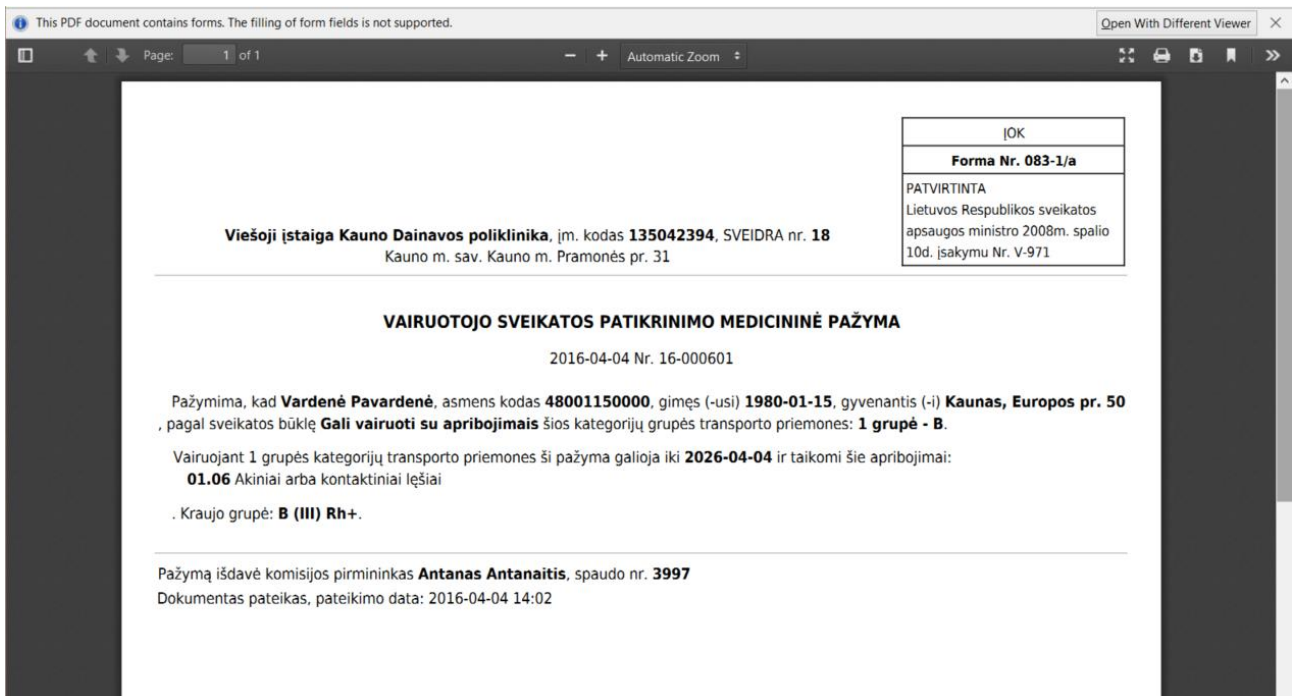 This PDF document contains forms. The filling of form fields is not supported.
Open With Different Viewer
Page: 1 of 1
Automatic Zoom
ĮOK
Forma Nr. 083-1/a
PATVIRTINTA
Lietuvos Respublikos sveikatos
apsaugos ministro 2008m. spalio
10d. įsakymu Nr. V-971
Viešoji įstaiga Kauno Dainavos poliklinika, įm. kodas 135042394, SVEIDRA nr. 18
Kauno m. sav. Kauno m. Pramonės pr. 31
VAIRUOTOJO SVEIKATOS PATIKRINIMO MEDICININĖ PAŽYMA
2016-04-04 Nr. 16-000601
Pažymima, kad Vardenė Pavardenė, asmens kodas 48001150000, gimęs (-usi) 1980-01-15, gyvenantis (-i) Kaunas, Europos pr. 50
, pagal sveikatos būklę Gali vairuoti su apribojimais šios kategorijų grupės transporto priemones: 1 grupė - B.
Vairuojant 1 grupės kategorijų transporto priemones ši pažyma galioja iki 2026-04-04 ir taikomi šie apribojimai:
01.06 Akiniai arba kontaktiniai lęšiai
. Kraujo grupė: B (III) Rh+.
Pažymą išdavė komisijos pirmininkas Antanas Antanaitis, spaudo nr. 3997
Dokumentas pateikas, pateikimo data: 2016-04-04 14:02